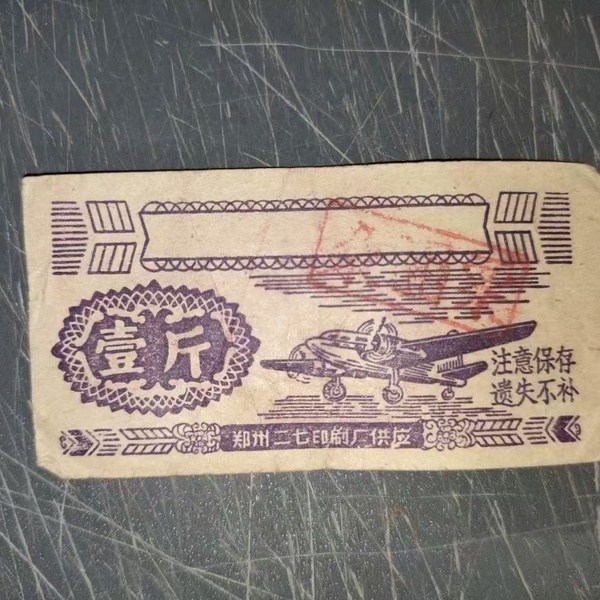 壹斤
注意保存
遗失不补
郑州二七印刷厂供应